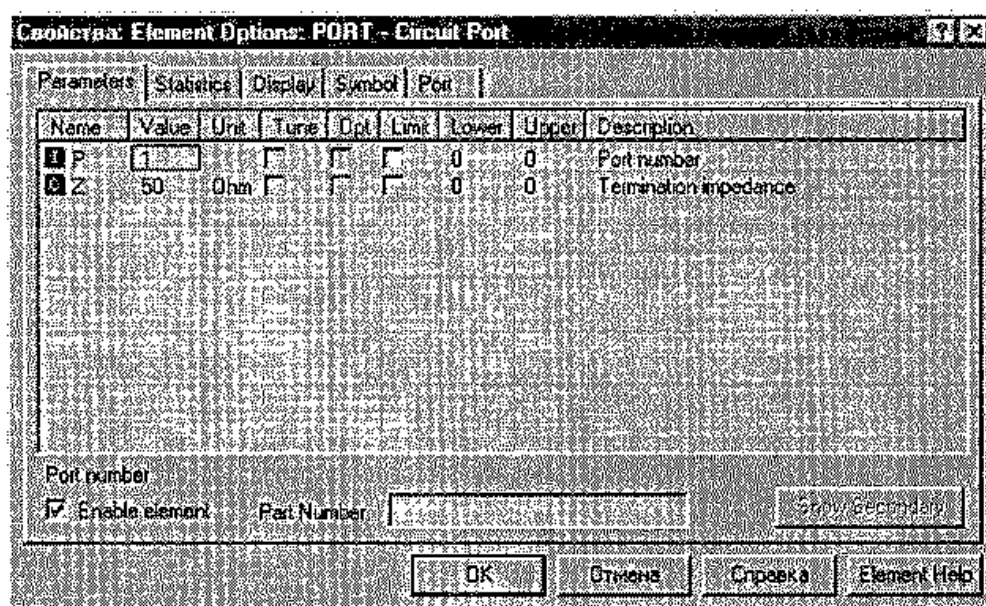 Свойства: Element Options: PORT - Circuit Port
Parameters Statistics Display Symbol Port
Name Value Unit Tune Opt Limit Lower Upper Description
I P 1 0 0 Port number
C Z 50 Ohm 0 0 Termination impedance
Port number
Enable element Part Number Show Secondary
OK Отмена Справка Element Help